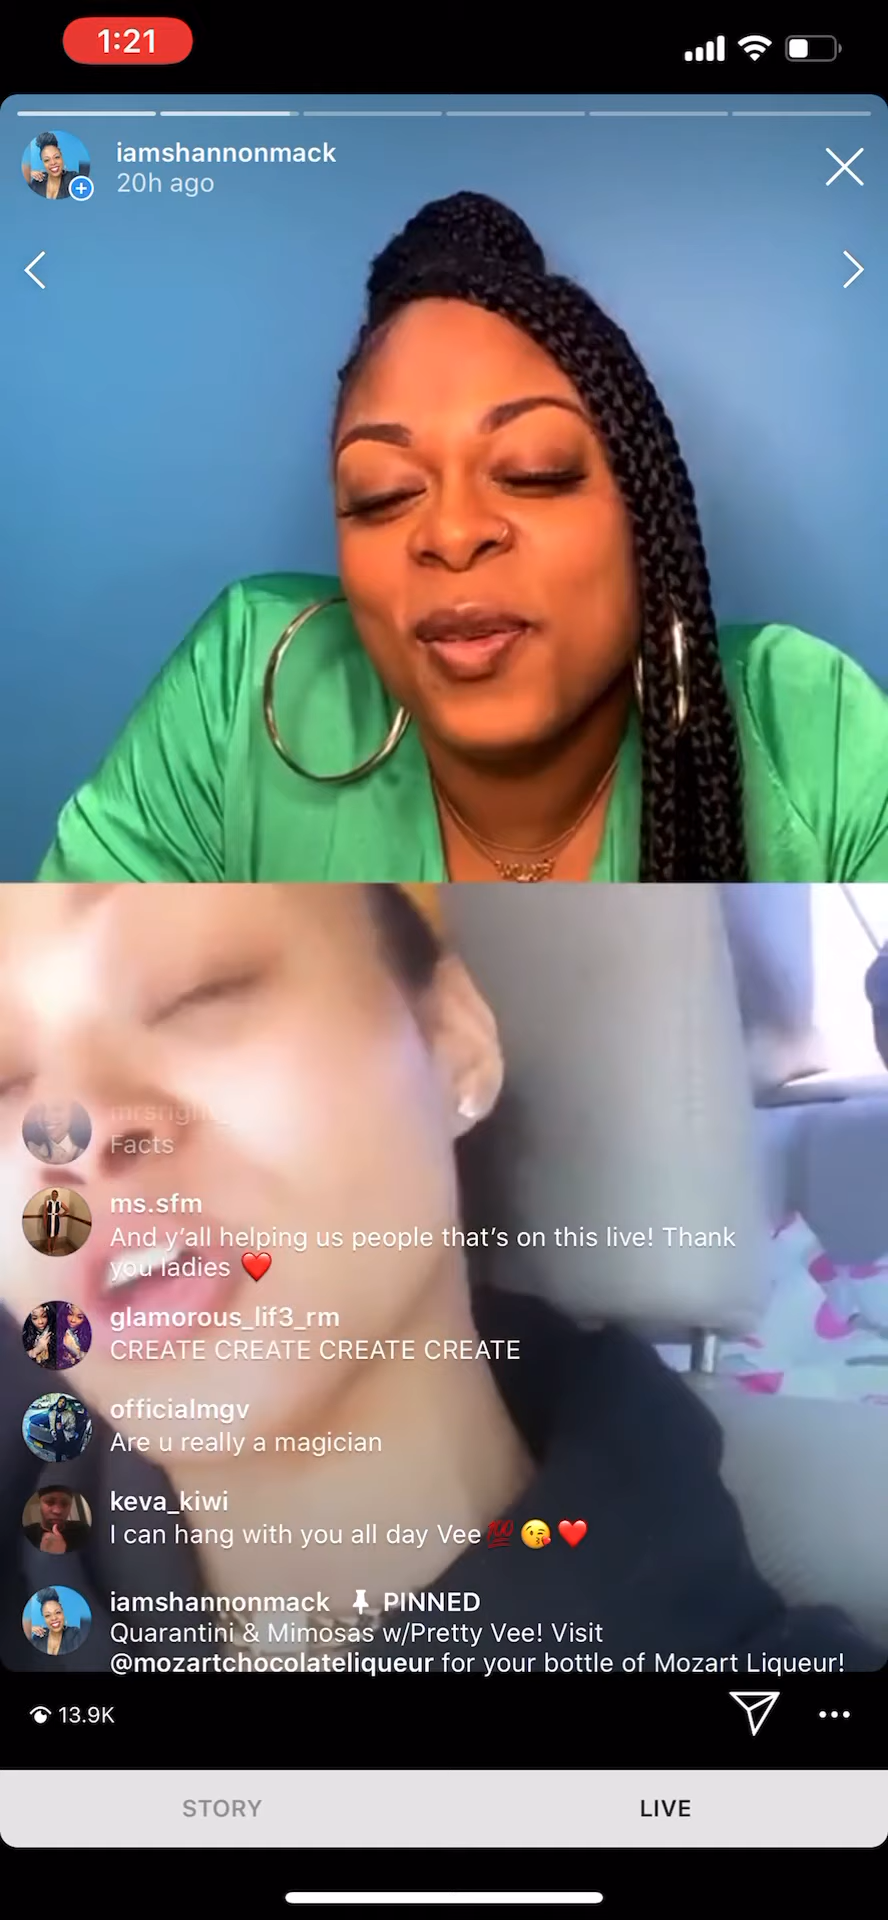 1:21
iamshannonmack
20h ago
Facts
ms.sfm
And y'all helping us people that's on this live! Thank
you ladies ❤️
glamorous_lif3_rm
CREATE CREATE CREATE CREATE
officialmgv
Are u really a magician
keva_kiwi
I can hang with you all day Vee💯😘❤️
iamshannonmack 📌 PINNED
Quarantini & Mimosas w/Pretty Vee! Visit
@mozartchocolateliqueur for your bottle of Mozart Liqueur!
13.9K
STORY
LIVE